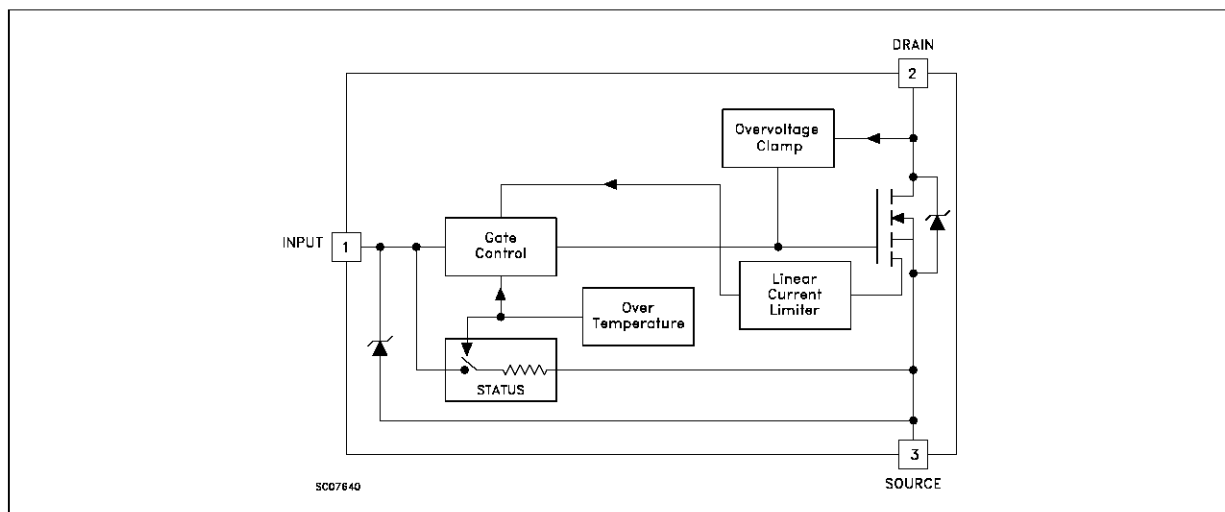 DRAIN
2
Overvoltage
Clamp
INPUT
1
Gate
Control
Linear
Current
Limiter
Over
Temperature
STATUS
3
SC07640
SOURCE